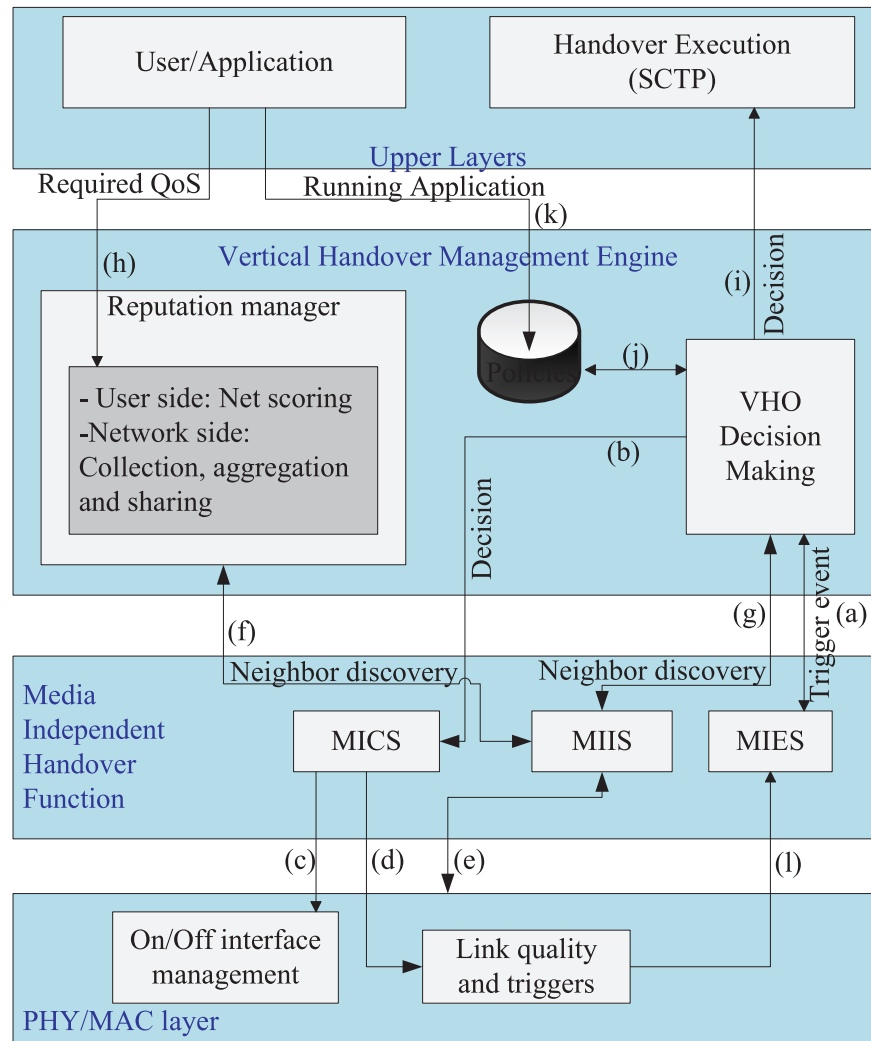 User/Application
Handover Execution
(SCTP)
Upper Layers
Required QoS
Running Application
(k)
(h)
Vertical Handover Management Engine
(i)
Decision
Reputation manager
Policies
(j)
- User side: Net scoring
-Network side:
Collection, aggregation
and sharing
VHO
Decision
Making
(b)
Decision
(f)
(g)
(a)
Trigger event
Neighbor discovery
Neighbor discovery
Media
Independent
Handover
Function
MICS
MIIS
MIES
(c)
(d)
(e)
(l)
On/Off interface
management
Link quality
and triggers
PHY/MAC layer